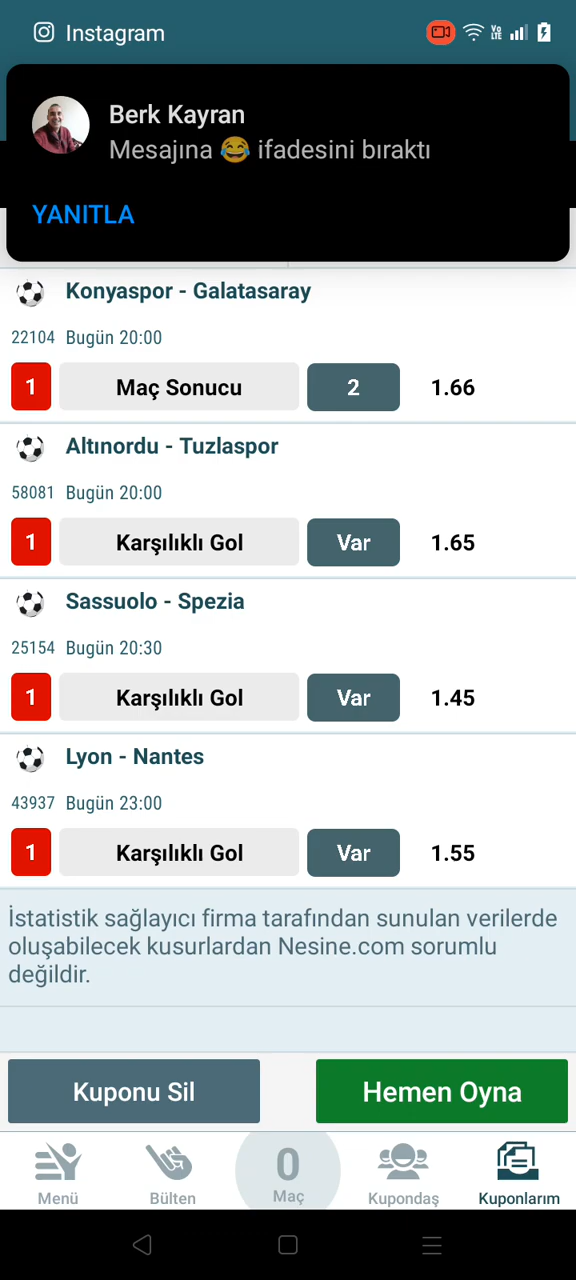 Instagram
Vo
LTE
Berk Kayran
Mesajına 😂 ifadesini bıraktı
YANITLA
Konyaspor - Galatasaray
22104 Bugün 20:00
1 Maç Sonucu 2 1.66
Altınordu - Tuzlaspor
58081 Bugün 20:00
1 Karşılıklı Gol Var 1.65
Sassuolo - Spezia
25154 Bugün 20:30
1 Karşılıklı Gol Var 1.45
Lyon - Nantes
43937 Bugün 23:00
1 Karşılıklı Gol Var 1.55
İstatistik sağlayıcı firma tarafından sunulan verilerde
oluşabilecek kusurlardan Nesine.com sorumlu
değildir.
Kuponu Sil Hemen Oyna
0
Menü Bülten Maç Kupondaş Kuponlarım